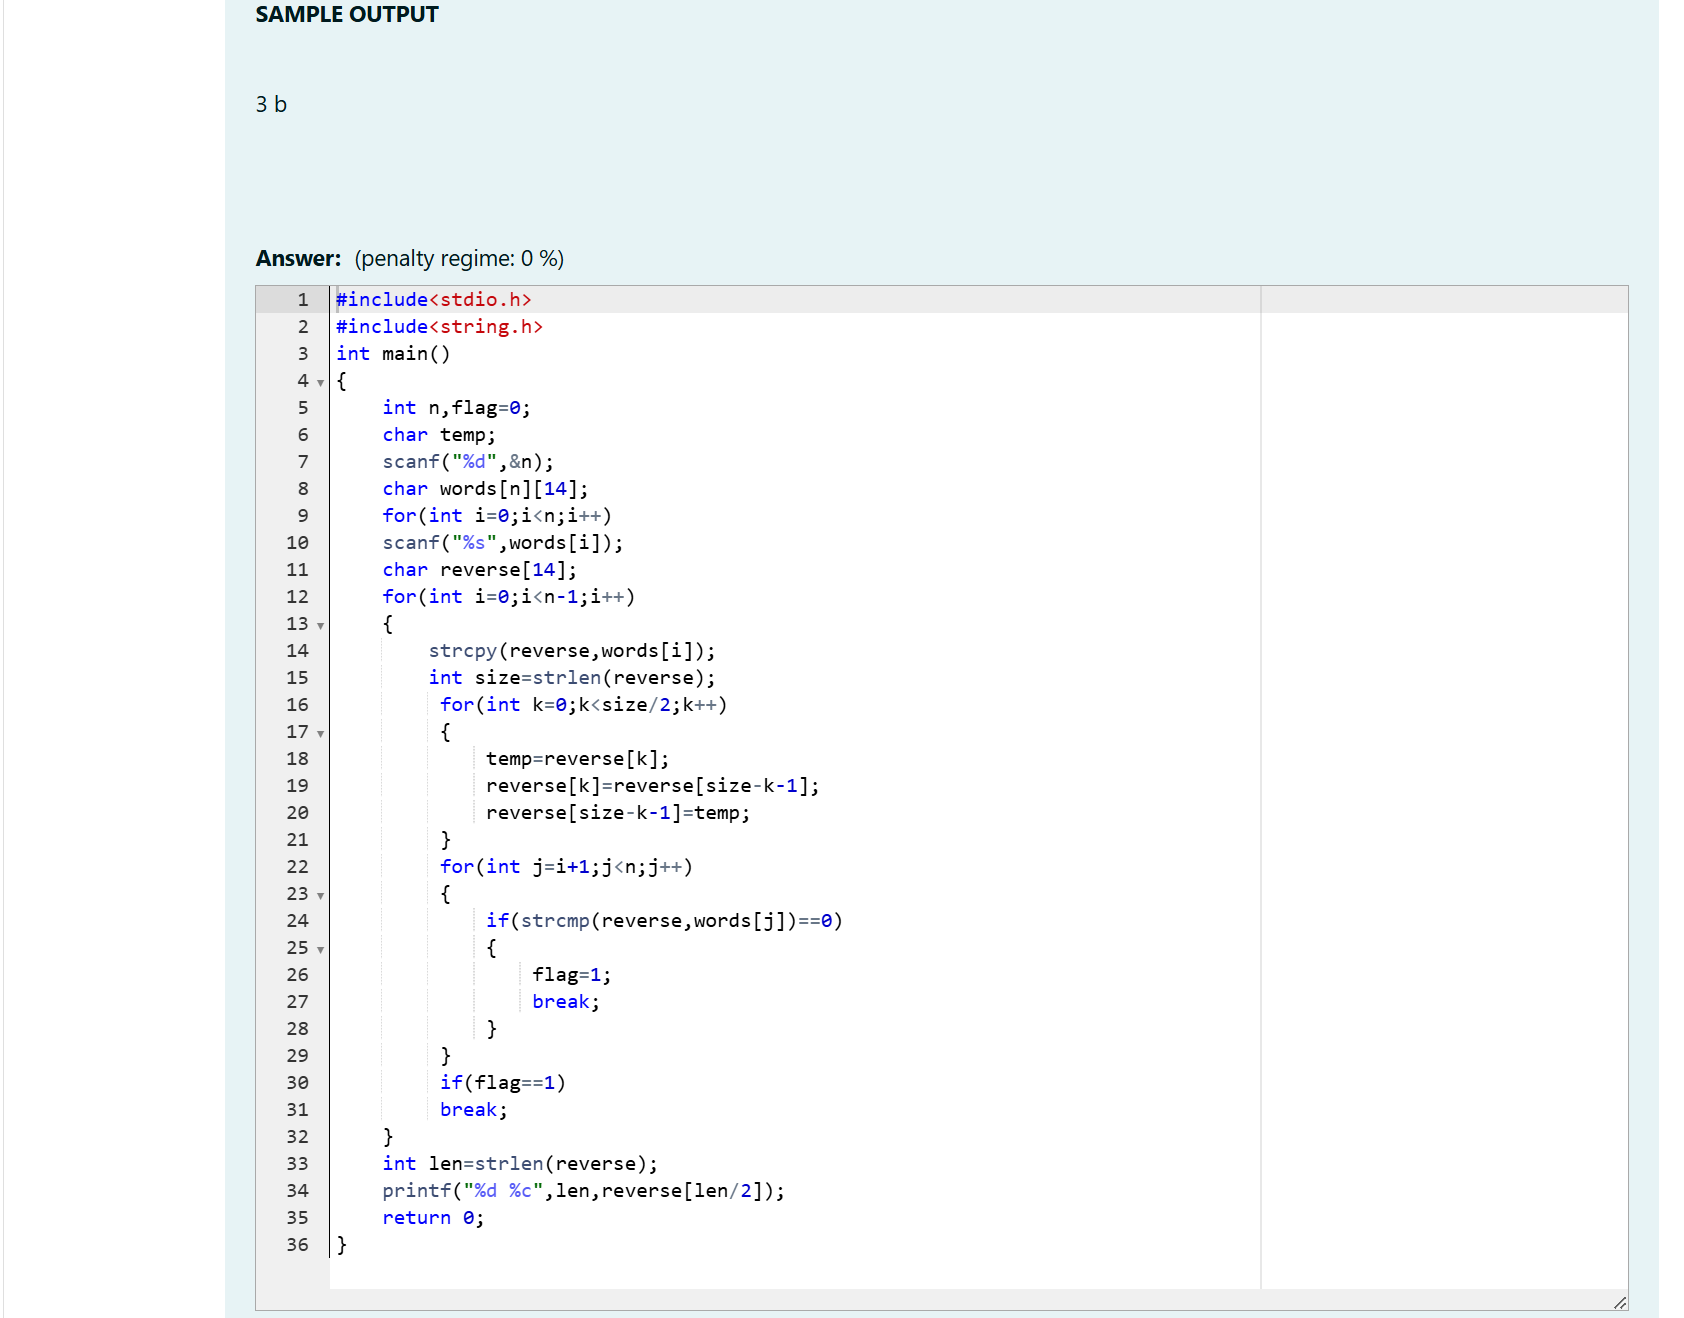 SAMPLE OUTPUT
3 b
Answer: (penalty regime: 0 %)
1 #include<stdio.h>
2 #include<string.h>
3 int main()
4 {
5     int n,flag=0;
6     char temp;
7     scanf("%d",&n);
8     char words[n][14];
9     for(int i=0;i<n;i++)
10     scanf("%s",words[i]);
11     char reverse[14];
12     for(int i=0;i<n-1;i++)
13     {
14         strcpy(reverse,words[i]);
15         int size=strlen(reverse);
16          for(int k=0;k<size/2;k++)
17          {
18              temp=reverse[k];
19              reverse[k]=reverse[size-k-1];
20              reverse[size-k-1]=temp;
21          }
22          for(int j=i+1;j<n;j++)
23          {
24              if(strcmp(reverse,words[j])==0)
25              {
26                  flag=1;
27                  break;
28              }
29          }
30          if(flag==1)
31          break;
32     }
33     int len=strlen(reverse);
34     printf("%d %c",len,reverse[len/2]);
35     return 0;
36 }